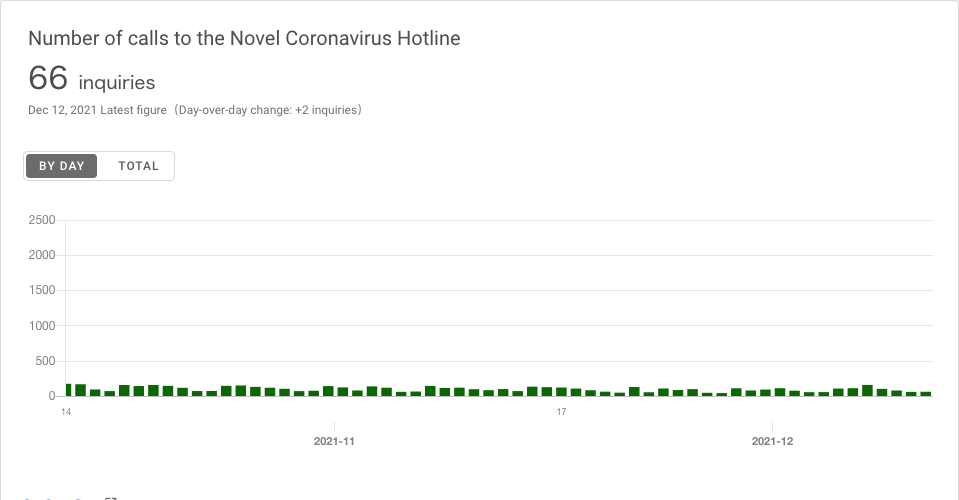 Number of calls to the Novel Coronavirus Hotline
66 inquiries
Dec 12, 2021 Latest figure（Day-over-day change: +2 inquiries）
BY DAY TOTAL
2500
2000
1500
1000
500
0
14 17
2021-11 2021-12